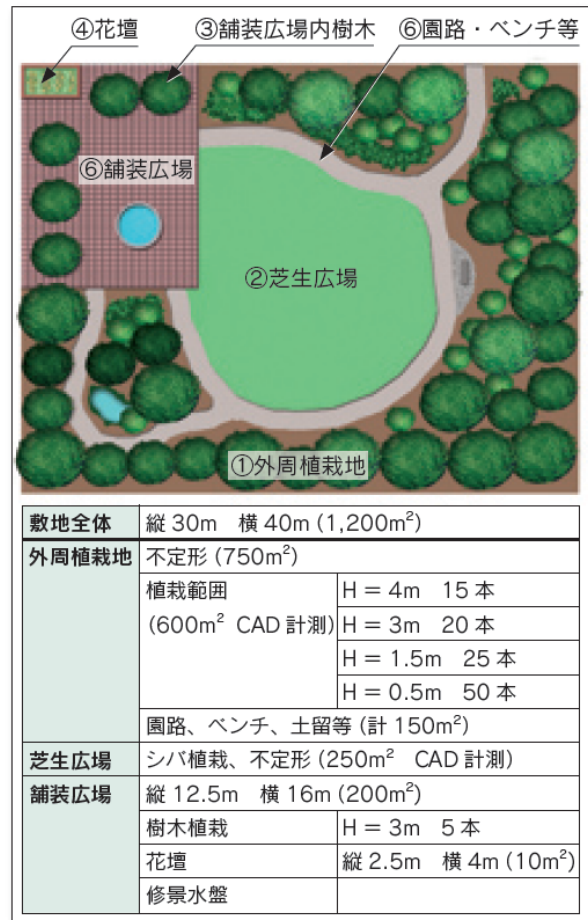 ④花壇
③舗装広場内樹木
⑥園路・ベンチ等
⑥舗装広場
②芝生広場
①外周植栽地
敷地全体 縦 30m 横 40m (1,200m²)
外周植栽地 不定形 (750m²)
植栽範囲 H = 4m 15 本
(600m² CAD 計測) H = 3m 20 本
H = 1.5m 25 本
H = 0.5m 50 本
園路、ベンチ、土留等 (計 150m²)
芝生広場 シバ植栽、不定形 (250m² CAD 計測)
舗装広場 縦 12.5m 横 16m (200m²)
樹木植栽 H = 3m 5 本
花壇 縦 2.5m 横 4m (10m²)
修景水盤